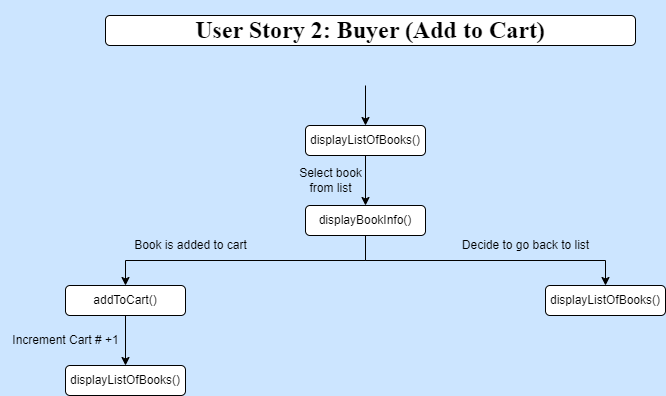 User Story 2: Buyer (Add to Cart)
displayListOfBooks()
Select book
from list
displayBookInfo()
Book is added to cart
Decide to go back to list
addToCart()
displayListOfBooks()
Increment Cart # +1
displayListOfBooks()